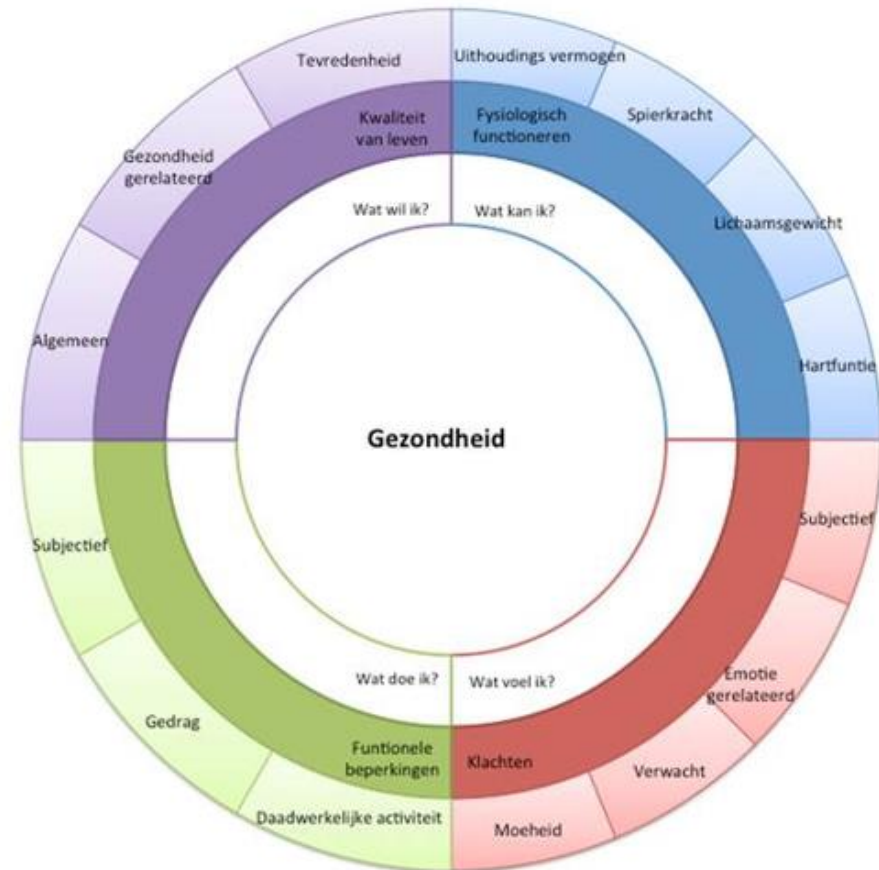 Tevredenheid
Uithoudings vermogen
Kwaliteit
van leven
Fysiologisch
functioneren
Spierkracht
Gezondheid
gerelateerd
Wat wil ik?
Wat kan ik?
Lichaamsgewicht
Algemeen
Hartfuntie
Gezondheid
Subjectief
Subjectief
Wat doe ik?
Wat voel ik?
Emotie
gerelateerd
Gedrag
Funtionele
beperkingen
Klachten
Verwacht
Daadwerkelijke activiteit
Moeheid